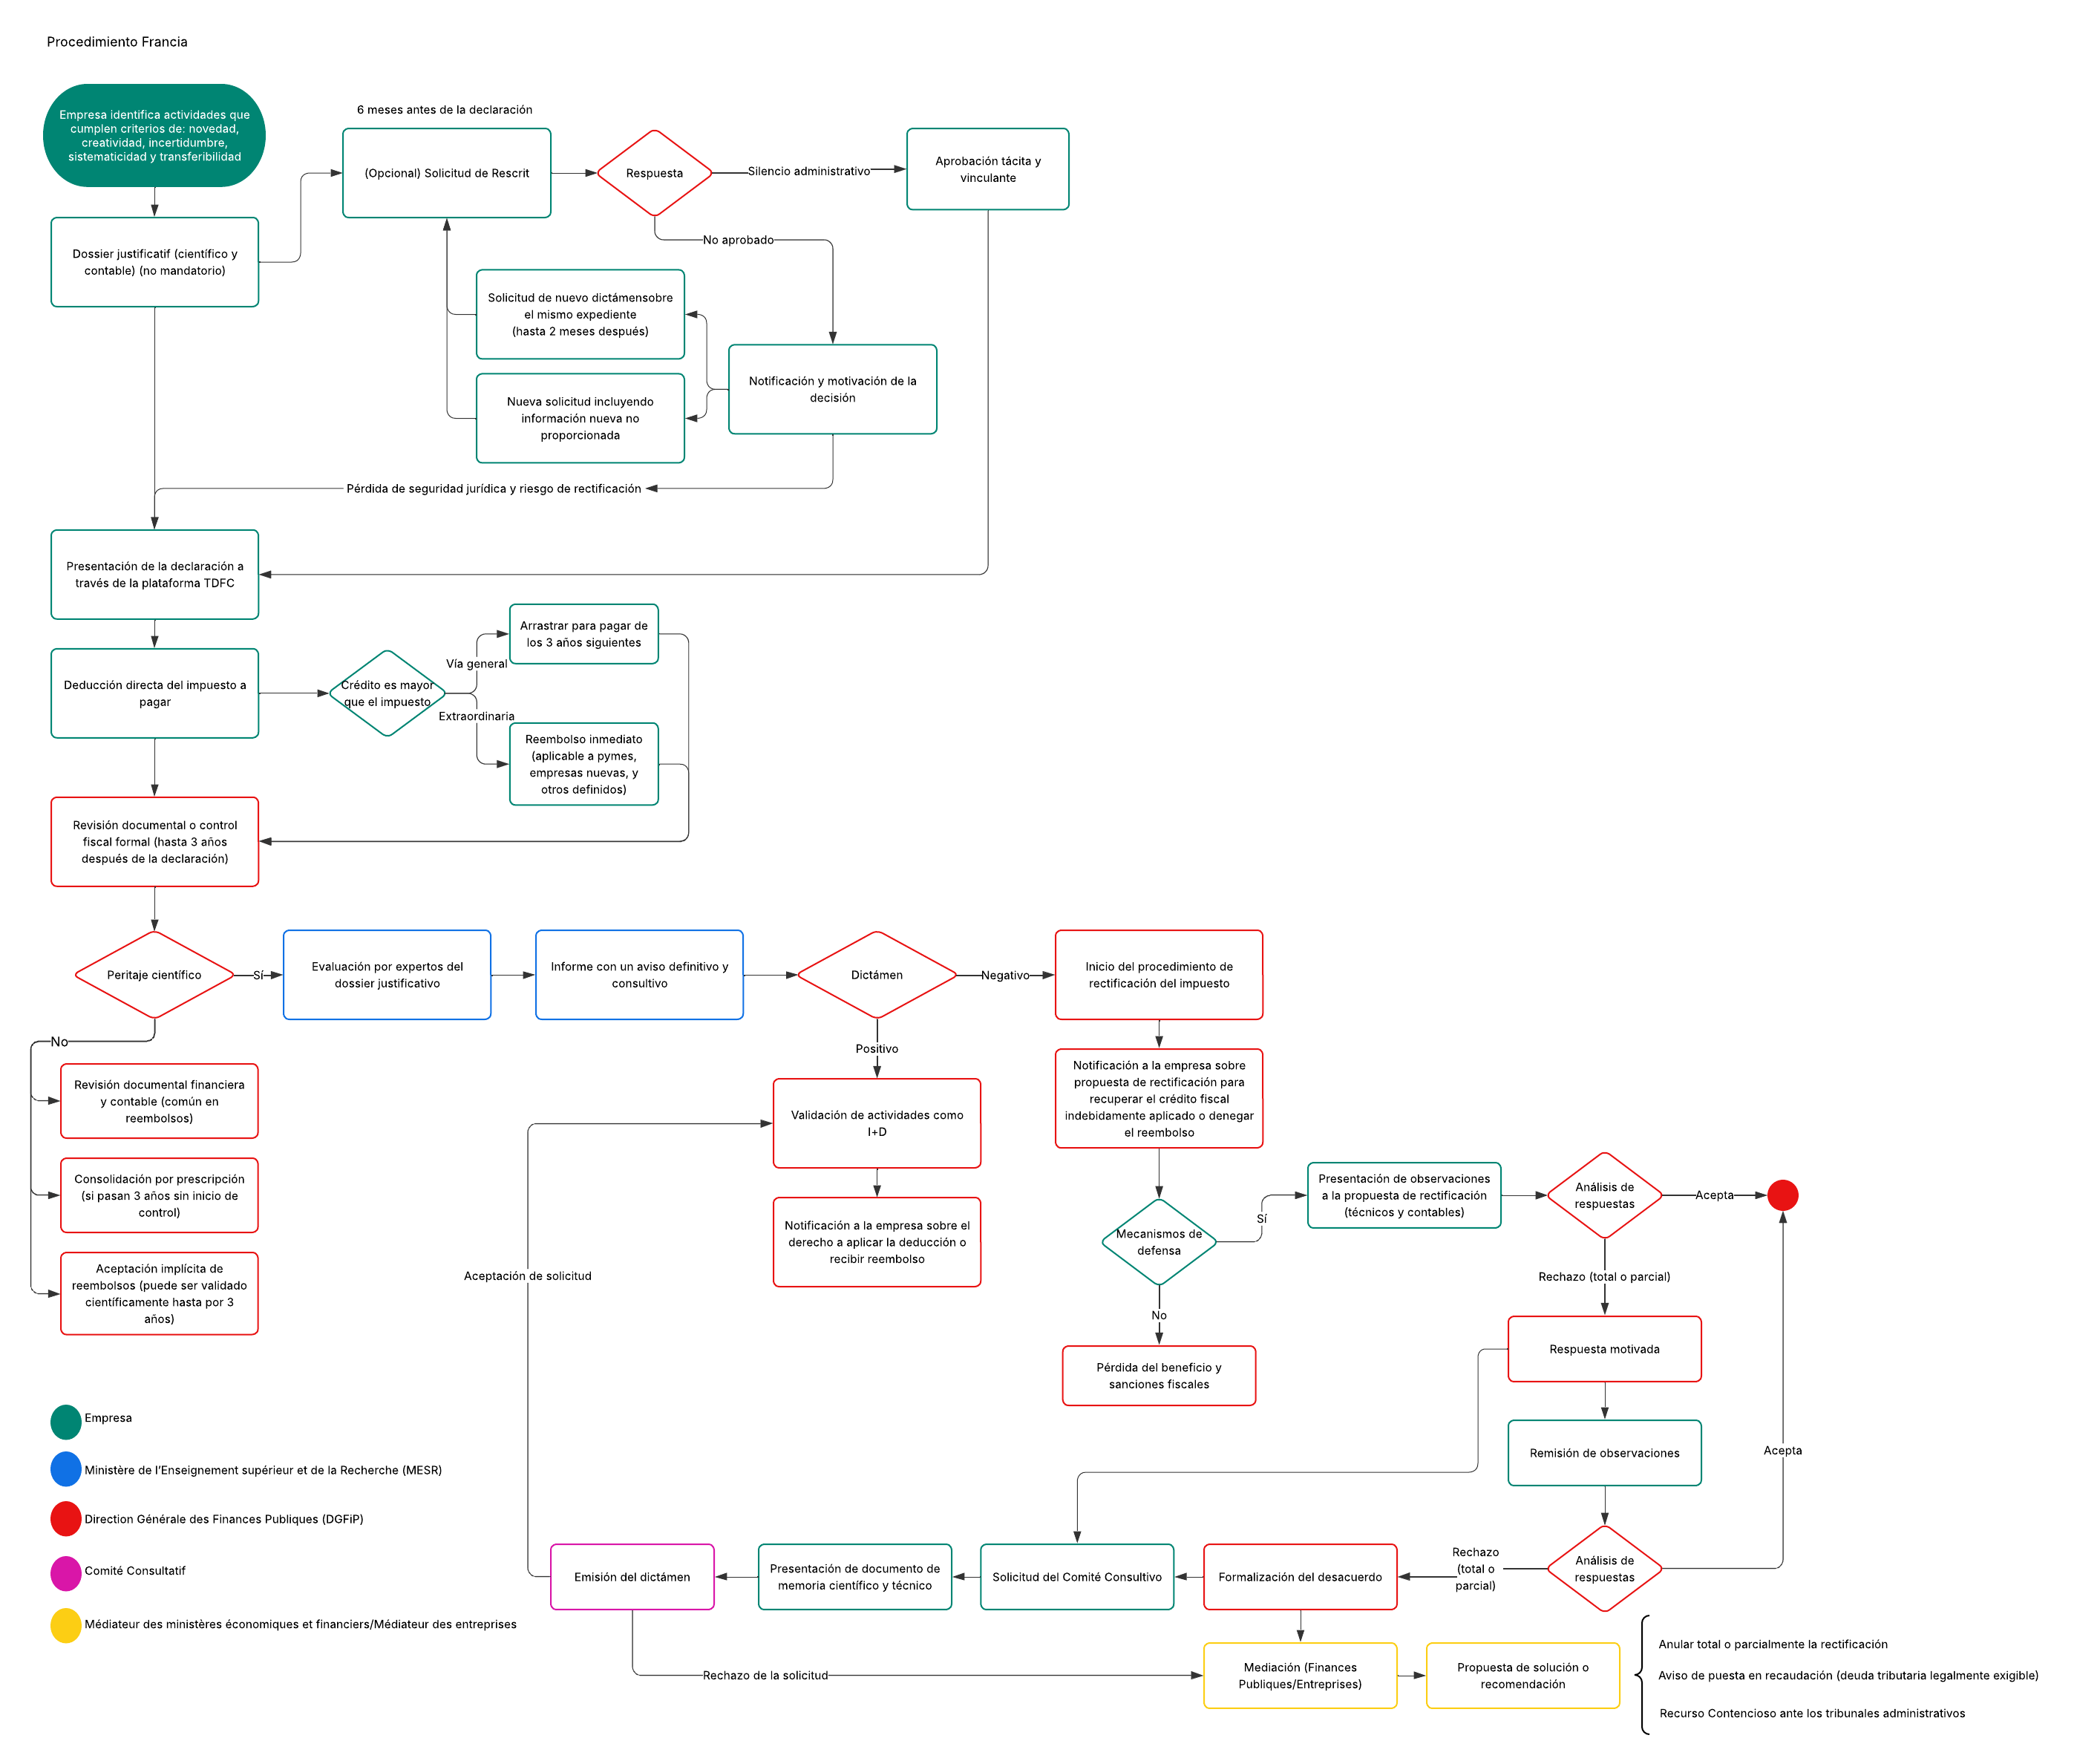 Procedimiento Francia
Empresa identifica actividades que
cumplen criterios de: novedad,
creatividad, incertidumbre,
sistematicidad y transferibilidad
6 meses antes de la declaración
(Opcional) Solicitud de Rescrit
Respuesta
Silencio administrativo
Aprobación tácita y
vinculante
Dossier justificatif (científico y
contable) (no mandatorio)
No aprobado
Solicitud de nuevo dictámensobre
el mismo expediente
(hasta 2 meses después)
Notificación y motivación de la
decisión
Nueva solicitud incluyendo
información nueva no
proporcionada
Pérdida de seguridad jurídica y riesgo de rectificación
Presentación de la declaración a
través de la plataforma TDFC
Deducción directa del impuesto a
pagar
Crédito es mayor
que el impuesto
Vía general
Extraordinaria
Arrastrar para pagar de
los 3 años siguientes
Reembolso inmediato
(aplicable a pymes,
empresas nuevas, y
otros definidos)
Revisión documental o control
fiscal formal (hasta 3 años
después de la declaración)
Peritaje científico
Sí
Evaluación por expertos del
dossier justificativo
Informe con un aviso definitivo y
consultivo
Dictámen
Negativo
Inicio del procedimiento de
rectificación del impuesto
No
Revisión documental financiera
y contable (común en
reembolsos)
Consolidación por prescripción
(si pasan 3 años sin inicio de
control)
Aceptación implícita de
reembolsos (puede ser validado
científicamente hasta por 3
años)
Positivo
Validación de actividades como
I+D
Notificación a la empresa sobre el
derecho a aplicar la deducción o
recibir reembolso
Notificación a la empresa sobre
propuesta de rectificación para
recuperar el crédito fiscal
indebidamente aplicado o denegar
el reembolso
Mecanismos de
defensa
Sí
Presentación de observaciones
a la propuesta de rectificación
(técnicos y contables)
Análisis de
respuestas
Acepta
No
Pérdida del beneficio y
sanciones fiscales
Rechazo (total o parcial)
Respuesta motivada
Remisión de observaciones
Acepta
Análisis de
respuestas
Rechazo
(total o
parcial)
Formalización del desacuerdo
Solicitud del Comité Consultivo
Presentación de documento de
memoria científico y técnico
Emisión del dictámen
Aceptación de solicitud
Rechazo de la solicitud
Mediación (Finances
Publiques/Entreprises)
Propuesta de solución o
recomendación
Anular total o parcialmente la rectificación
Aviso de puesta en recaudación (deuda tributaria legalmente exigible)
Recurso Contencioso ante los tribunales administrativos
Empresa
Ministère de l'Enseignement supérieur et de la Recherche (MESR)
Direction Générale des Finances Publiques (DGFiP)
Comité Consultatif
Médiateur des ministères économiques et financiers/Médiateur des entreprises